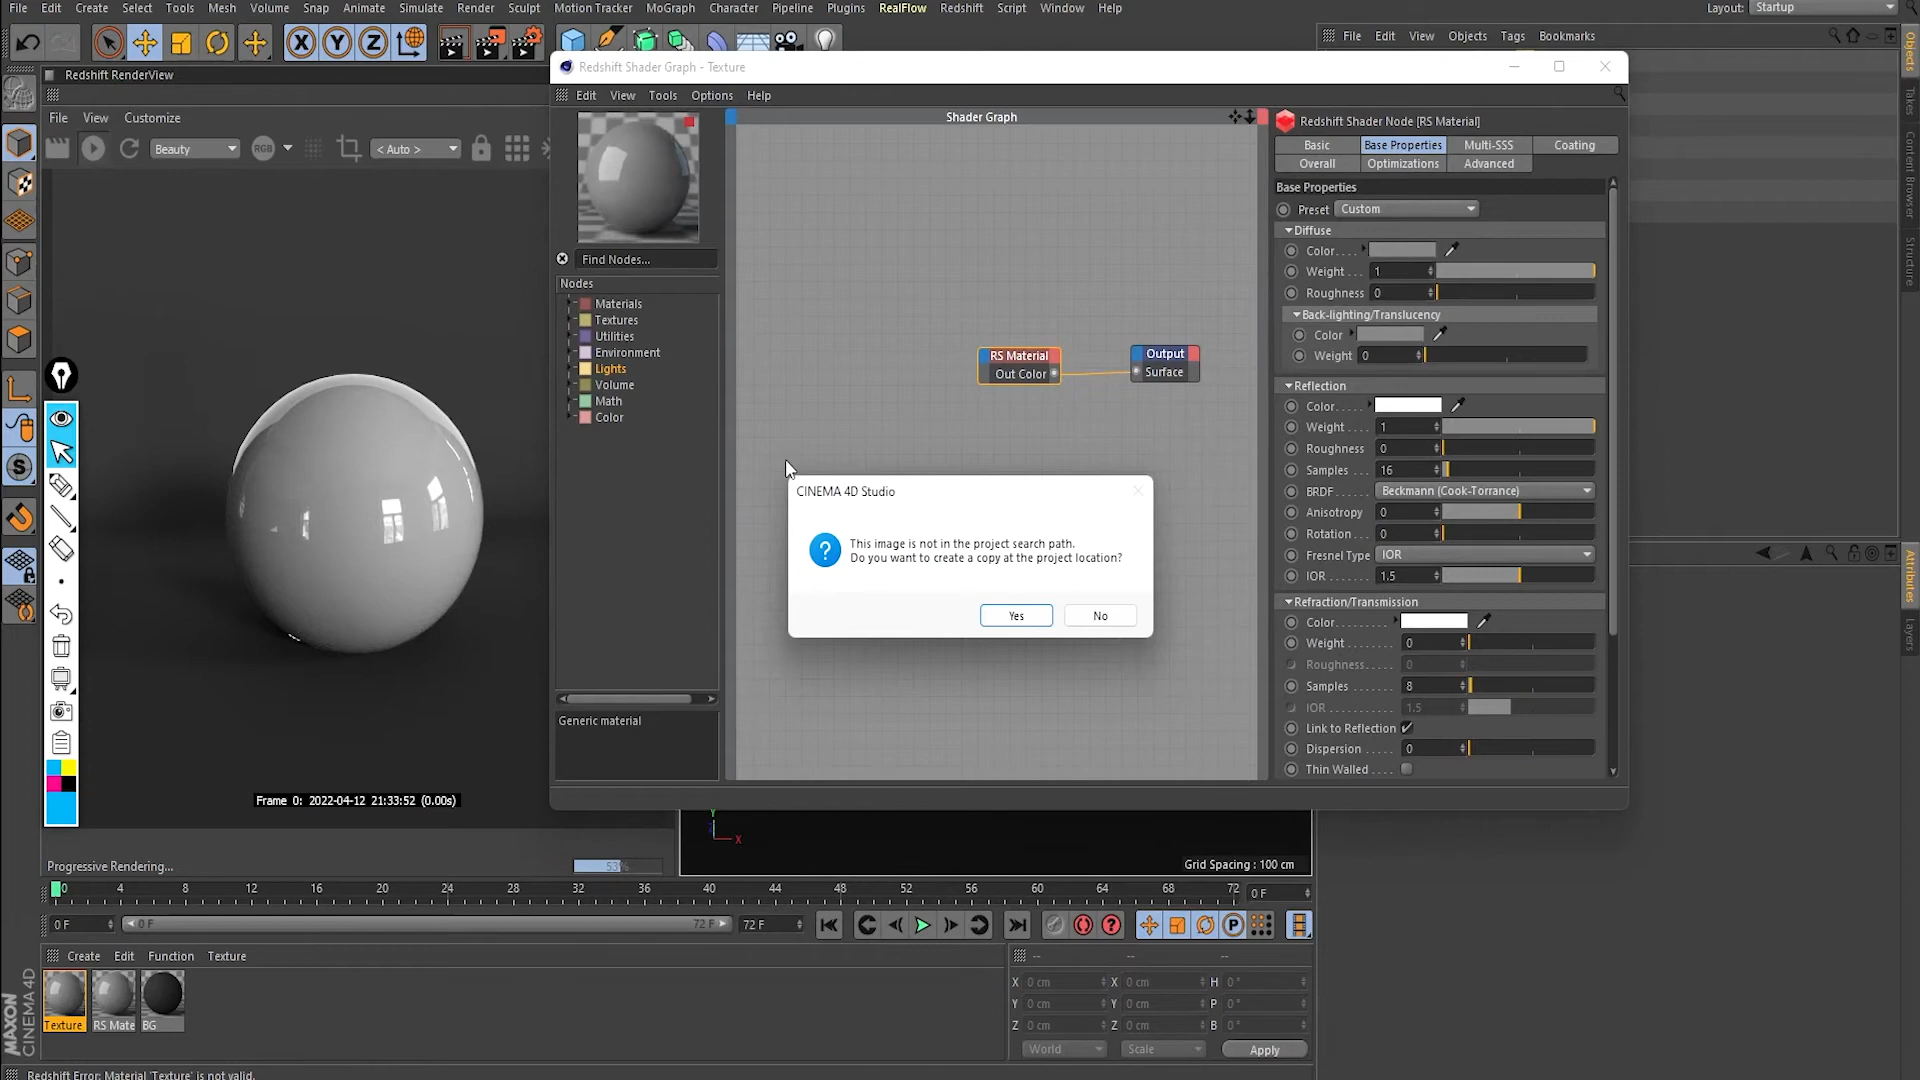 File Edit Create Select Tools Mesh Volume Snap Animate Simulate Render Sculpt Motion Tracker MoGraph Character Pipeline Plugins RealFlow Redshift Script Window Help Layout: Startup
X Y Z
File Edit View Objects Tags Bookmarks
Redshift RenderView
Redshift Shader Graph - Texture
Edit View Tools Options Help
File View Customize
Beauty RGB < Auto >
Shader Graph
Redshift Shader Node [RS Material]
Basic Base Properties Multi-SSS Coating
Overall Optimizations Advanced
Base Properties
Preset Custom
Diffuse
Color....
Weight... 1
Roughness 0
Back-lighting/Translucency
Color
Weight 0
Reflection
Color.....
Weight.... 1
Roughness 0
Samples ... 16
BRDF..... Beckmann (Cook-Torrance)
Anisotropy 0
Rotation.. 0
Fresnel Type IOR
IOR....... 1.5
Refraction/Transmission
Color.........
Weight....... 0
Roughness..... 0
Samples ....... 8
IOR.......... 1.5
Link to Reflection
Dispersion..... 0
Thin Walled....
Find Nodes...
Nodes
Materials
Textures
Utilities
Environment
Lights
Volume
Math
Color
Generic material
RS Material
Out Color
Output
Surface
CINEMA 4D Studio
This image is not in the project search path.
Do you want to create a copy at the project location?
Yes No
Objects
Takes
Content Browser
Structure
Attributes
Layers
S
Frame 0: 2022-04-12 21:33:52 (0.00s)
Progressive Rendering... 53%
Y
X
Grid Spacing : 100 cm
0 4 8 12 16 20 24 28 32 36 40 44 48 52 56 60 64 68 72 0 F
0 F 0 F 72 F 72 F P
Create Edit Function Texture
-- -- --
Texture RS Mate BG
X 0 cm X 0 cm H 0 °
Y 0 cm Y 0 cm P 0 °
Z 0 cm Z 0 cm B 0 °
World Scale Apply
MAXON
CINEMA 4D
Redshift Error: Material 'Texture' is not valid.